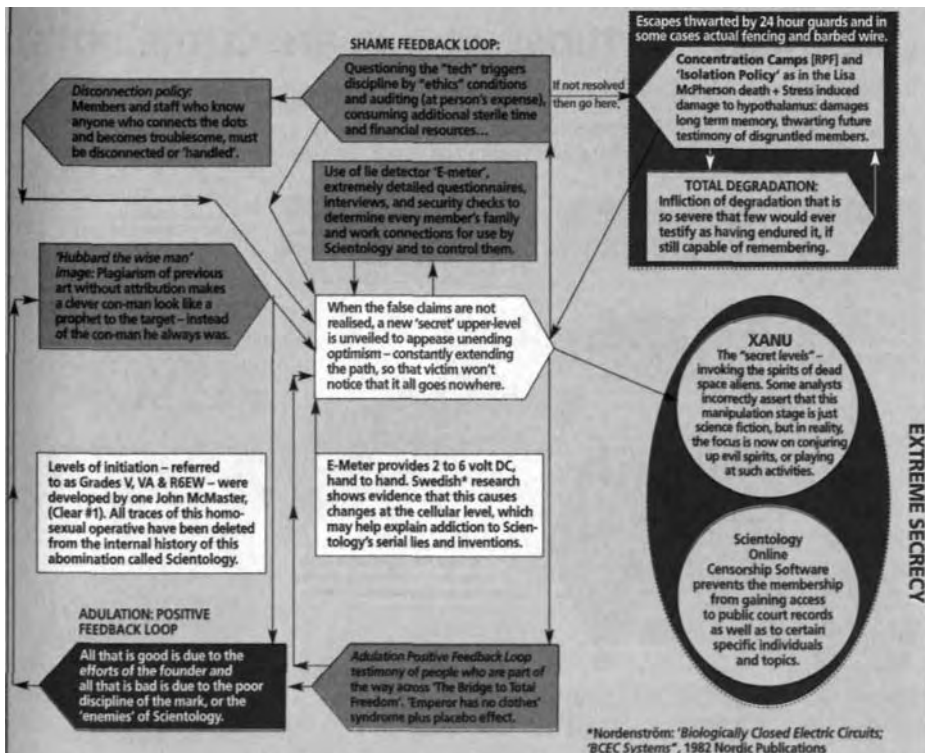 Escapes thwarted by 24 hour guards and in
some cases actual fencing and barbed wire.
SHAME FEEDBACK LOOP:
Questioning the "tech" triggers
discipline by "ethics" conditions
and auditing (at person's expense),
consuming additional sterile time
and financial resources...
If not resolved
then go here.
Concentration Camps [RPF] and
'Isolation Policy' as in the Lisa
McPherson death + Stress induced
damage to hypothalamus: damages
long term memory, thwarting future
testimony of disgruntled members.
Disconnection policy:
Members and staff who know
anyone who connects the dots
and becomes troublesome, must
be disconnected or 'handled'.
Use of lie detector 'E-meter',
extremely detailed questionnaires,
interviews, and security checks to
determine every member's family
and work connections for use by
Scientology and to control them.
TOTAL DEGRADATION:
Infliction of degradation that is
so severe that few would ever
testify as having endured it, if
still capable of remembering.
'Hubbard the wise man'
image: Plagiarism of previous
art without attribution makes
a clever con-man look like a
prophet to the target – instead
of the con-man he always was.
When the false claims are not
realised, a new 'secret' upper-level
is unveiled to appease unending
optimism – constantly extending
the path, so that victim won't
notice that it all goes nowhere.
XANU
The "secret levels" –
invoking the spirits of dead
space aliens. Some analysts
incorrectly assert that this
manipulation stage is just
science fiction, but in reality,
the focus is now on conjuring
up evil spirits, or playing
at such activities.
EXTREME SECRECY
Levels of initiation – referred
to as Grades V, VA & R6EW – were
developed by one John McMaster,
(Clear #1). All traces of this homo-
sexual operative have been deleted
from the internal history of this
abomination called Scientology.
E-Meter provides 2 to 6 volt DC,
hand to hand. Swedish* research
shows evidence that this causes
changes at the cellular level, which
may help explain addiction to Scien-
tology's serial lies and inventions.
Scientology
Online
Censorship Software
prevents the membership
from gaining access
to public court records
as well as to certain
specific individuals
and topics.
ADULATION: POSITIVE
FEEDBACK LOOP
All that is good is due to the
efforts of the founder and
all that is bad is due to the poor
discipline of the mark, or the
'enemies' of Scientology.
Adulation Positive Feedback Loop
testimony of people who are part of
the way across 'The Bridge to Total
Freedom'. 'Emperor has no clothes'
syndrome plus placebo effect.
*Nordenström: 'Biologically Closed Electric Circuits;
'BCEC Systems", 1982 Nordic Publications